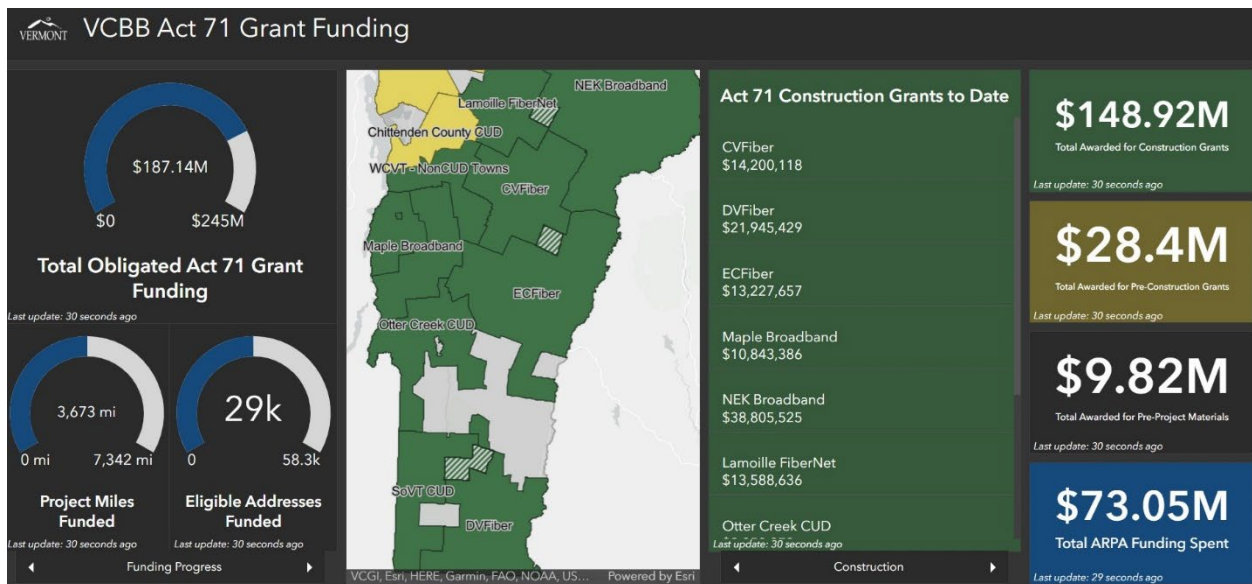 VERMONT
VCBB Act 71 Grant Funding
$187.14M
$0
$245M
Total Obligated Act 71 Grant
Funding
Last update: 30 seconds ago
3,673 mi
0 mi
7,342 mi
Project Miles
Funded
Last update: 30 seconds ago
29k
0
58.3k
Eligible Addresses
Funded
Last update: 30 seconds ago
Funding Progress
NEK Broadband
Lamoille FiberNet
Chittenden County CUD
WCVT - NonCUD Towns
CVFiber
Maple Broadband
ECFiber
Otter Creek CUD
SoVT CUD
DVFiber
VCGI, Esri, HERE, Garmin, FAO, NOAA, US...
Powered by Esri
Act 71 Construction Grants to Date
CVFiber
$14,200,118
DVFiber
$21,945,429
ECFiber
$13,227,657
Maple Broadband
$10,843,386
NEK Broadband
$38,805,525
Lamoille FiberNet
$13,588,636
Otter Creek CUD
Last update: 30 seconds ago
Construction
$148.92M
Total Awarded for Construction Grants
Last update: 30 seconds ago
$28.4M
Total Awarded for Pre-Construction Grants
Last update: 30 seconds ago
$9.82M
Total Awarded for Pre-Project Materials
Last update: 30 seconds ago
$73.05M
Total ARPA Funding Spent
Last update: 29 seconds ago